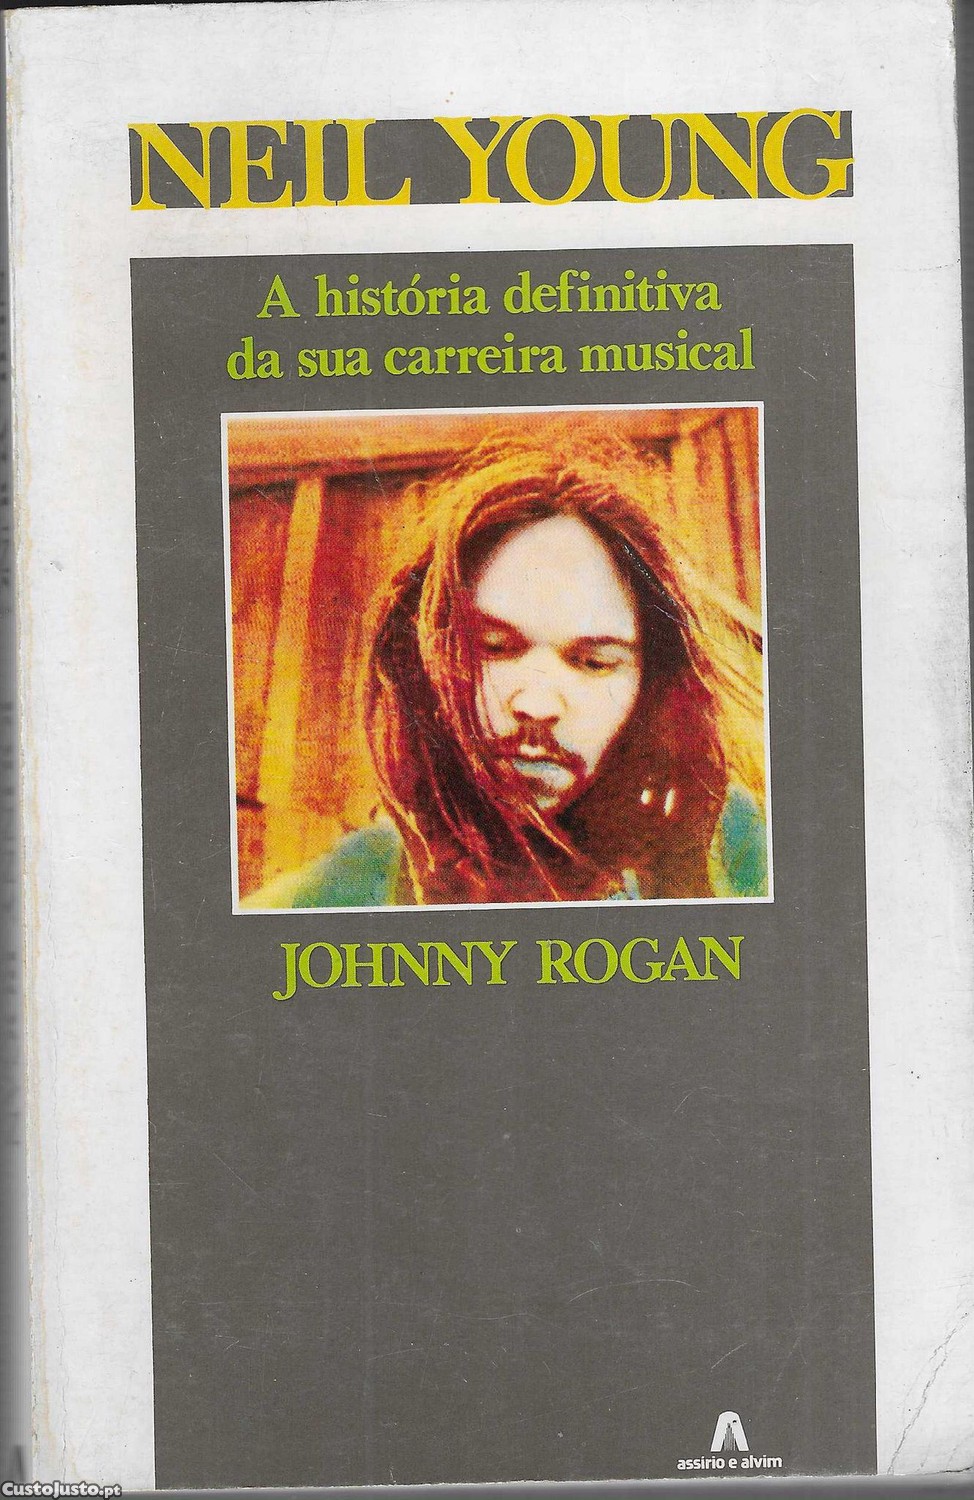 NEIL YOUNG
A história definitiva
da sua carreira musical
JOHNNY ROGAN
assírio e alvim
CustoJusto.pt